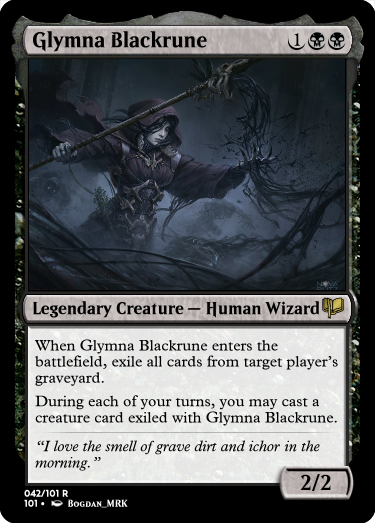 Glymna Blackrune 1
Legendary Creature — Human Wizard
When Glymna Blackrune enters the
battlefield, exile all cards from target player's
graveyard.
During each of your turns, you may cast a
creature card exiled with Glymna Blackrune.
“I love the smell of grave dirt and ichor in the
morning.”
2/2
042/101 R
101 • Bogdan_MRK